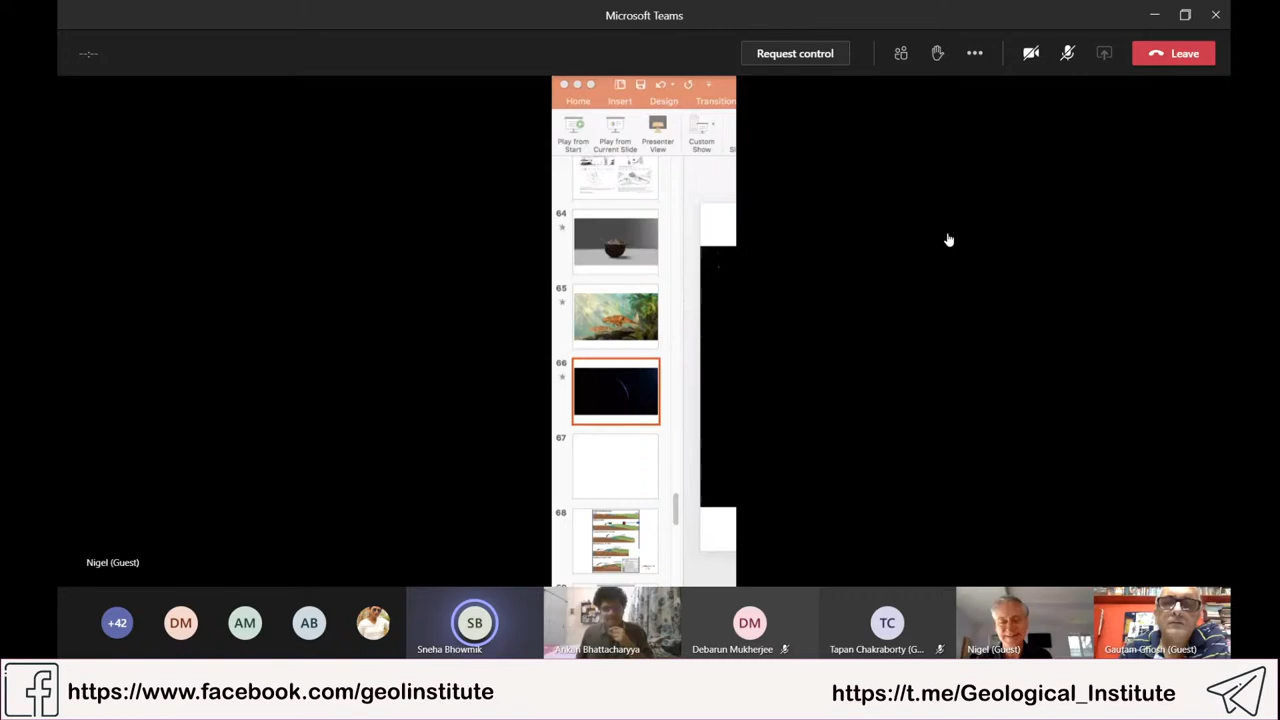 Microsoft Teams
--:--
Request control
Leave
Home Insert Design Transition
Play from Start
Play from Current Slide
Presenter View
Custom Show
64
65
66
67
68
Nigel (Guest)
+42
DM
AM
AB
SB
DM
TC
Sneha Bhowmik
Ankan Bhattacharyya
Debarun Mukherjee
Tapan Chakraborty (G...
Nigel (Guest)
Gautam Ghosh (Guest)
https://www.facebook.com/geolinstitute
https://t.me/Geological_Institute